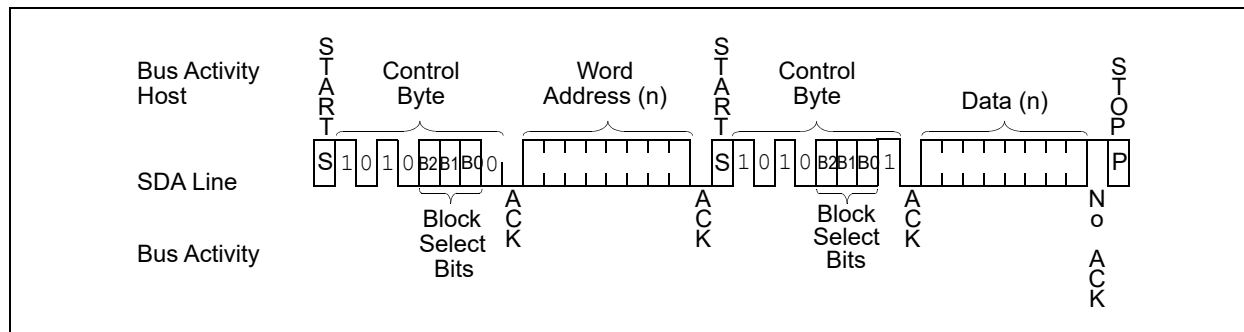 START
Control
Byte
Word
Address (n)
START
Control
Byte
Data (n)
STOP
Bus Activity
Host
S 1 0 1 0 B2 B1 B0 0
S 1 0 1 0 B2 B1 B0 1
P
SDA Line
ACK
ACK
ACK
No ACK
Block
Select
Bits
Block
Select
Bits
Bus Activity